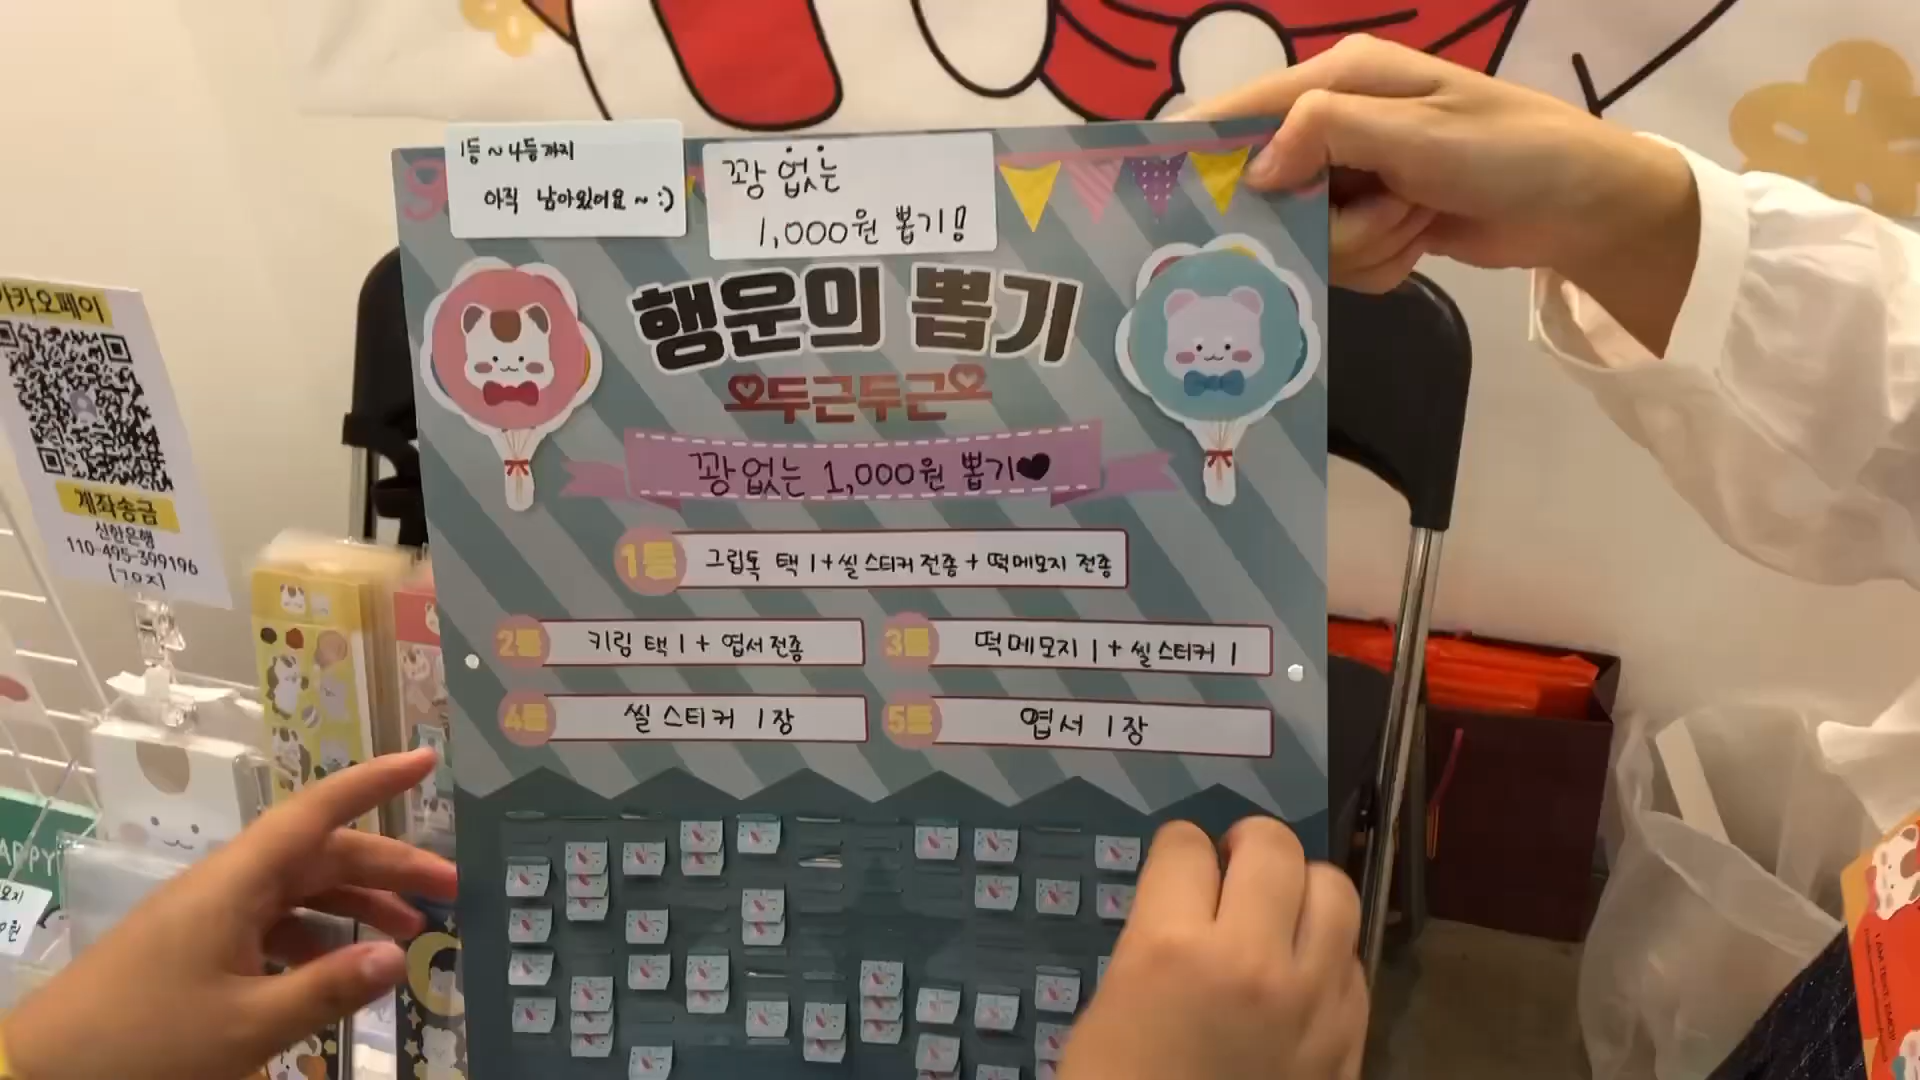 1등 ~ 4등까지
아직 남아있어요 ~ :)
꽝 없는
1,000원 뽑기!
행운의 뽑기
두근두근
꽝없는 1,000원 뽑기♥
1등 그립톡 택 1 + 씰스티커 전종 + 떡메모지 전종
2등 키링 택 1 + 엽서 전종
3등 떡메모지 1 + 씰스티커 1
4등 씰스티커 1장
5등 엽서 1장
카카오페이
계좌송금
신한은행
110-495-399196
APPY